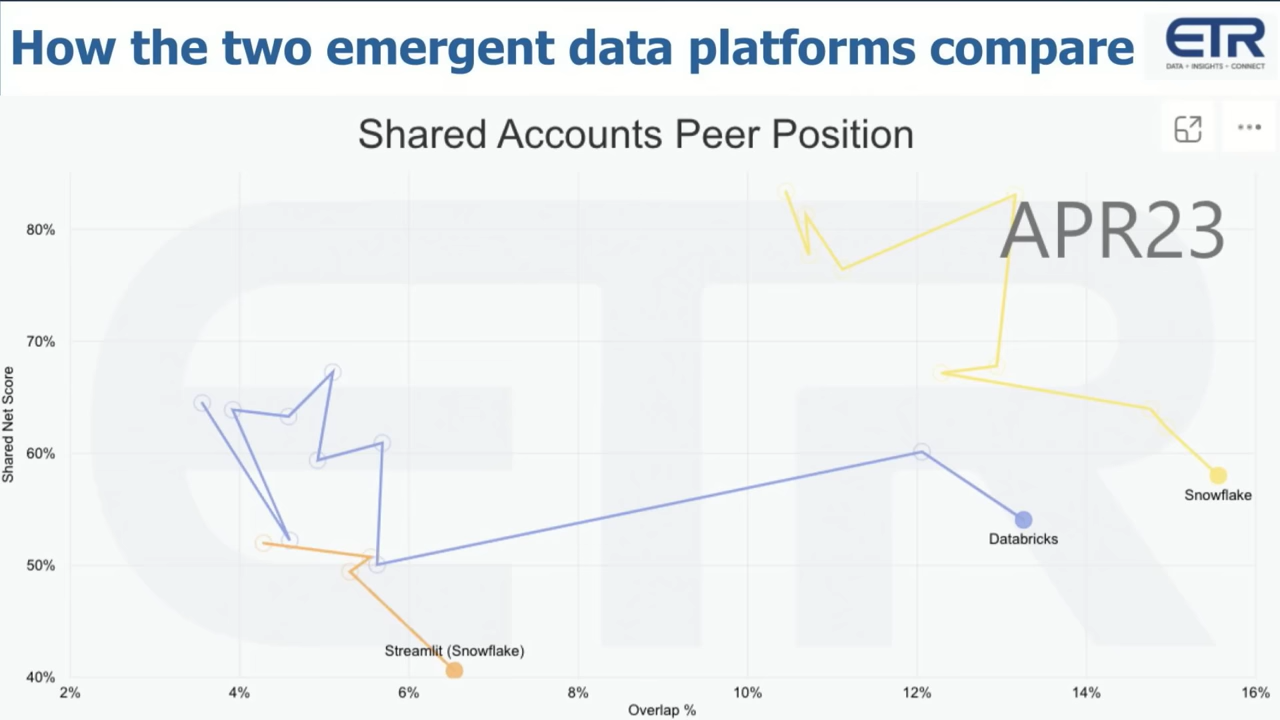 How the two emergent data platforms compare
ETR
DATA • INSIGHTS • CONNECT
Shared Accounts Peer Position
APR23
80%
70%
60%
50%
40%
Shared Net Score
Snowflake
Databricks
Streamlit (Snowflake)
2%
4%
6%
8%
10%
12%
14%
16%
Overlap %
ETR